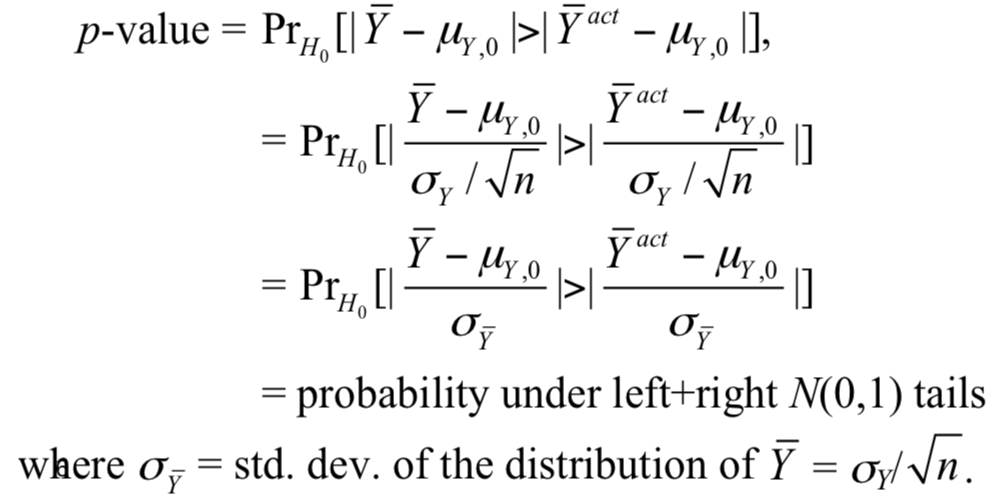 p-value = Pr_{H_0}[|Ȳ − μ_{Y,0}|>|Ȳ^{act} − μ_{Y,0}|],
= Pr_{H_0}[|(Ȳ − μ_{Y,0})/(σ_Y / √n)|>|(Ȳ^{act} − μ_{Y,0})/(σ_Y / √n)|]
= Pr_{H_0}[|(Ȳ − μ_{Y,0})/σ_Ȳ|>|(Ȳ^{act} − μ_{Y,0})/σ_Ȳ|]
= probability under left+right N(0,1) tails
where σ_Ȳ = std. dev. of the distribution of Ȳ = σ_Y/√n.